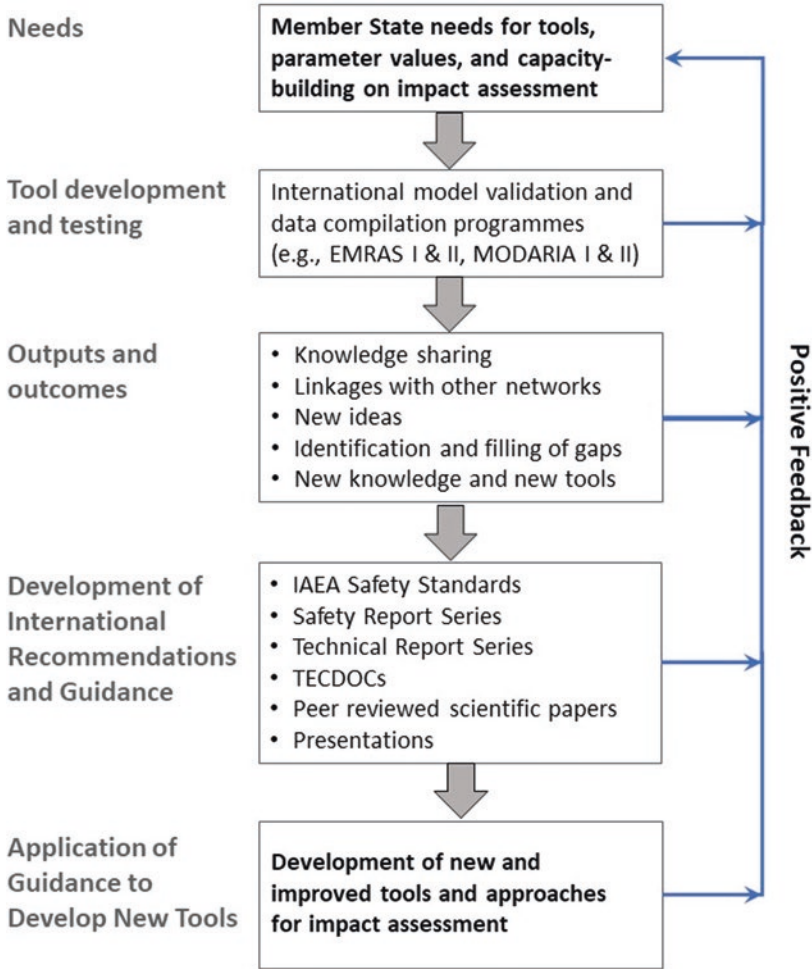 Needs
Member State needs for tools,
parameter values, and capacity-
building on impact assessment
Tool development
and testing
International model validation and
data compilation programmes
(e.g., EMRAS I & II, MODARIA I & II)
Outputs and
outcomes
• Knowledge sharing
• Linkages with other networks
• New ideas
• Identification and filling of gaps
• New knowledge and new tools
Positive Feedback
Development of
International
Recommendations
and Guidance
• IAEA Safety Standards
• Safety Report Series
• Technical Report Series
• TECDOCs
• Peer reviewed scientific papers
• Presentations
Application of
Guidance to
Develop New Tools
Development of new and
improved tools and approaches
for impact assessment